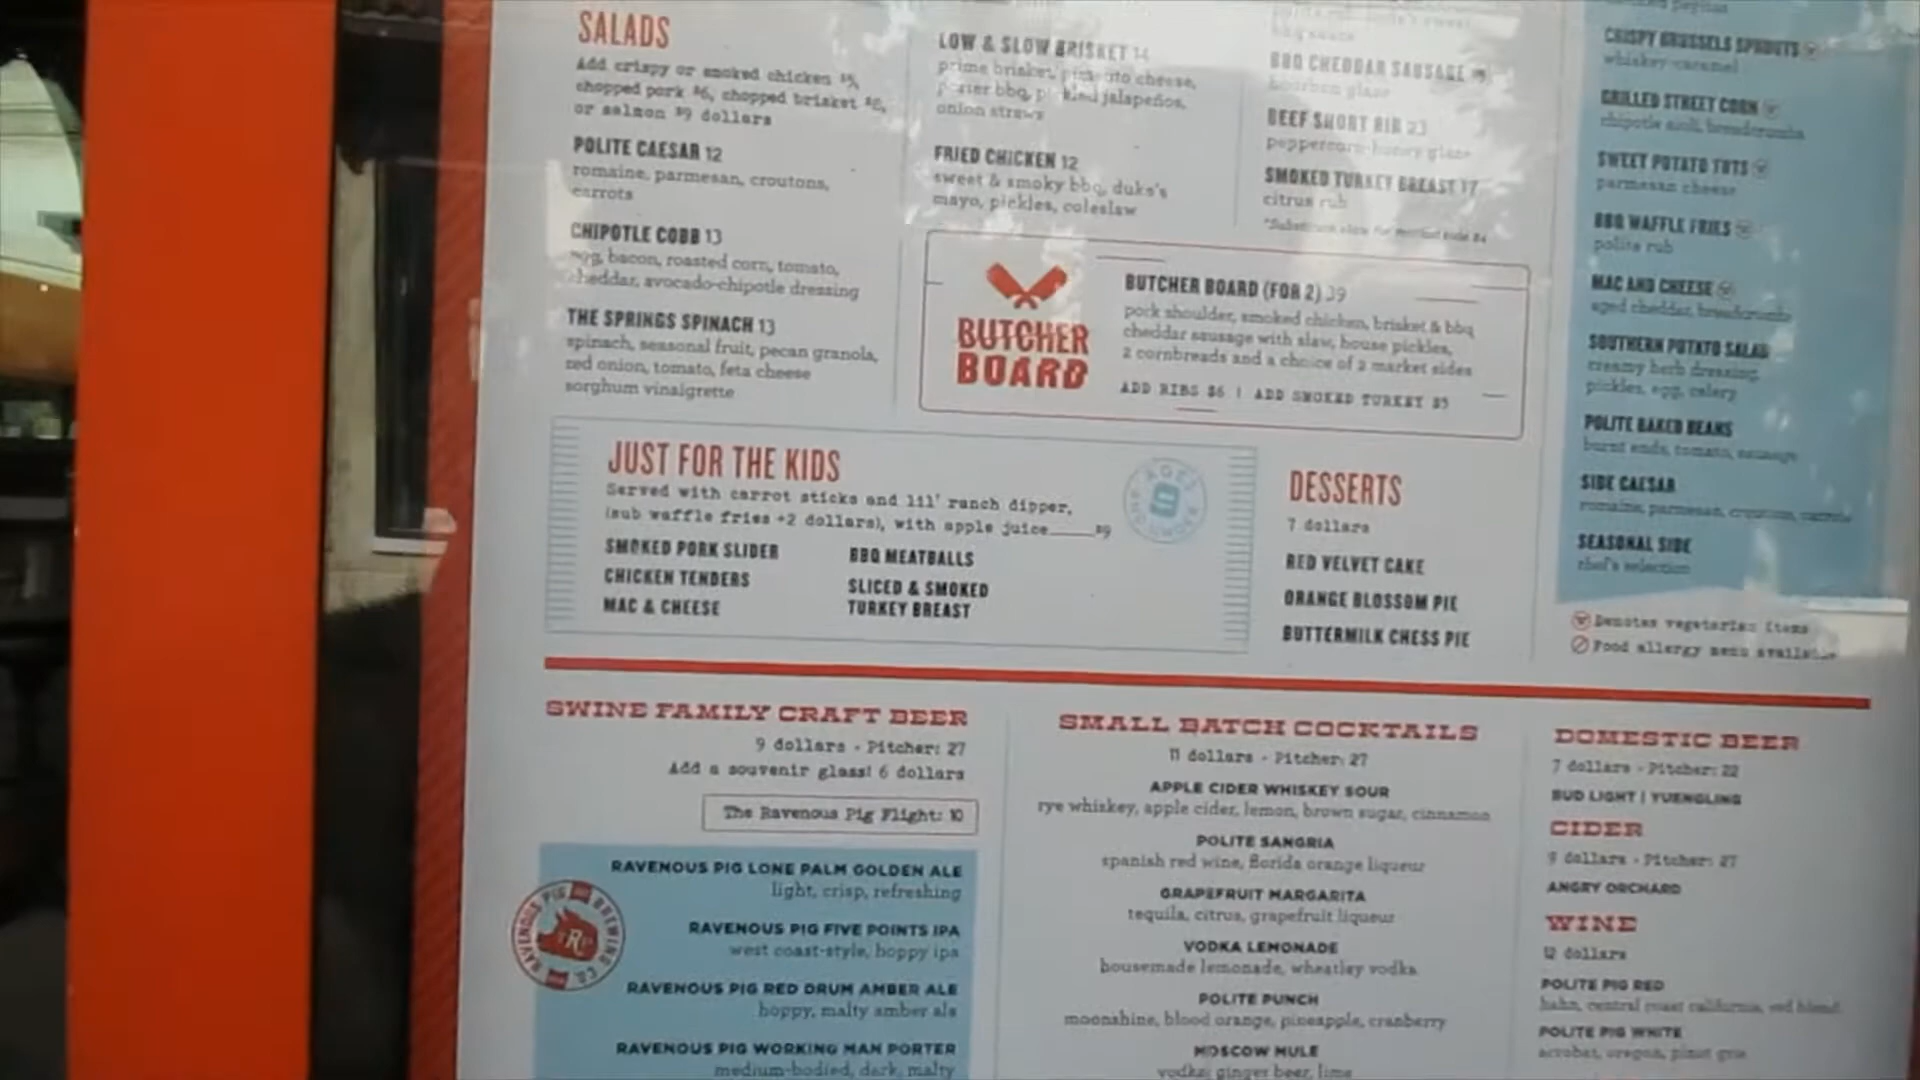 SALADS
Add crispy or smoked chicken $5,
chopped pork $6, chopped brisket
or salmon $9 dollars
POLITE CAESAR 12
romaine, parmesan, croutons,
carrots
CHIPOTLE COBB 13
egg, bacon, roasted corn, tomato,
cheddar, avocado-chipotle dressing
THE SPRINGS SPINACH 13
spinach, seasonal fruit, pecan granola,
red onion, tomato, feta cheese
sorghum vinaigrette
LOW & SLOW BRISKET 14
prime brisket, pimento cheese,
porter bbq, pickled jalapeños,
onion straws
FRIED CHICKEN 12
sweet & smoky bbq, duke's
mayo, pickles, coleslaw
bbq sauce
BBQ CHEDDAR SAUSAGE
bourbon glaze
BEEF SHORT RIB 23
peppercorn-honey glaze
SMOKED TURKEY BREAST 17
citrus rub
BUTCHER
BOARD
BUTCHER BOARD (FOR 2) 39
pork shoulder, smoked chicken, brisket & bbq
cheddar sausage with slaw, house pickles,
2 cornbreads and a choice of 2 market sides
ADD RIBS $6 | ADD SMOKED TURKEY $5
CRISPY BRUSSELS SPROUTS
whiskey-caramel
GRILLED STREET CORN
chipotle aioli, breadcrumbs
SWEET POTATO TOTS
parmesan cheese
BBQ WAFFLE FRIES
polite rub
MAC AND CHEESE
aged cheddar, breadcrumbs
SOUTHERN POTATO SALAD
creamy herb dressing,
pickles, egg, celery
POLITE BAKED BEANS
burnt ends, tomato, sausage
SIDE CAESAR
romaine, parmesan, croutons, carrots
SEASONAL SIDE
chef's selection
Denotes vegetarian items
Food allergy menu available
JUST FOR THE KIDS
Served with carrot sticks and lil' ranch dipper,
(sub waffle fries +2 dollars), with apple juice $9
AGES
9
AND UNDER
SMOKED PORK SLIDER
CHICKEN TENDERS
MAC & CHEESE
BBQ MEATBALLS
SLICED & SMOKED
TURKEY BREAST
DESSERTS
7 dollars
RED VELVET CAKE
ORANGE BLOSSOM PIE
BUTTERMILK CHESS PIE
SWINE FAMILY CRAFT BEER
9 dollars - Pitcher: 27
Add a souvenir glass! 6 dollars
The Ravenous Pig Flight: 10
RAVENOUS PIG BREWING CO.
TRP
RAVENOUS PIG LONE PALM GOLDEN ALE
light, crisp, refreshing
RAVENOUS PIG FIVE POINTS IPA
west coast-style, hoppy ipa
RAVENOUS PIG RED DRUM AMBER ALE
hoppy, malty amber ale
RAVENOUS PIG WORKING MAN PORTER
medium-bodied, dark, malty
SMALL BATCH COCKTAILS
11 dollars - Pitcher: 27
APPLE CIDER WHISKEY SOUR
rye whiskey, apple cider, lemon, brown sugar, cinnamon
POLITE SANGRIA
spanish red wine, florida orange liqueur
GRAPEFRUIT MARGARITA
tequila, citrus, grapefruit liqueur
VODKA LEMONADE
housemade lemonade, wheatley vodka
POLITE PUNCH
moonshine, blood orange, pineapple, cranberry
MOSCOW MULE
vodka, ginger beer, lime
DOMESTIC BEER
7 dollars - Pitcher: 22
BUD LIGHT | YUENGLING
CIDER
9 dollars - Pitcher: 27
ANGRY ORCHARD
WINE
12 dollars
POLITE PIG RED
hahn, central coast california, red blend
POLITE PIG WHITE
acrobat, oregon, pinot gris